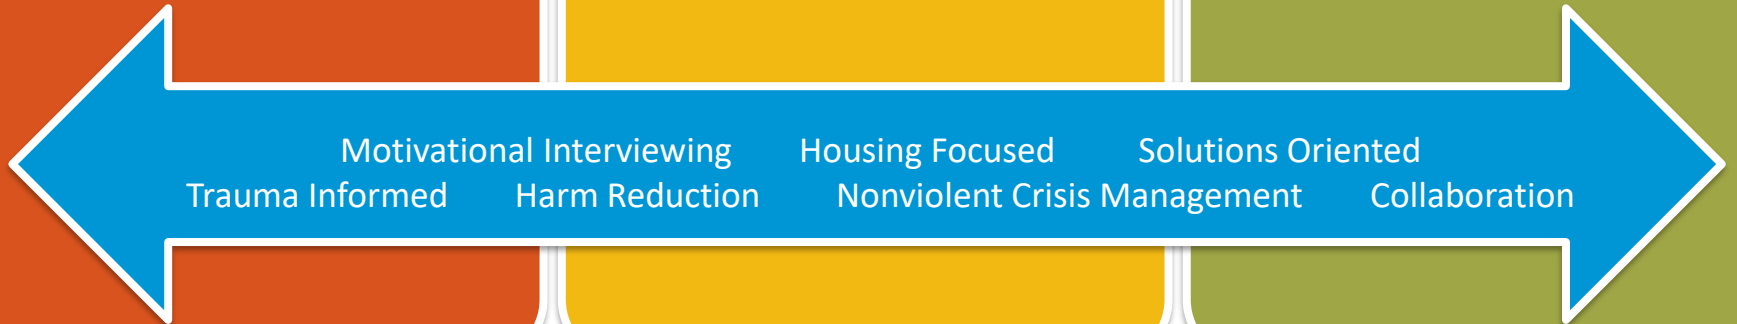 Motivational Interviewing Housing Focused Solutions Oriented
Trauma Informed Harm Reduction Nonviolent Crisis Management Collaboration